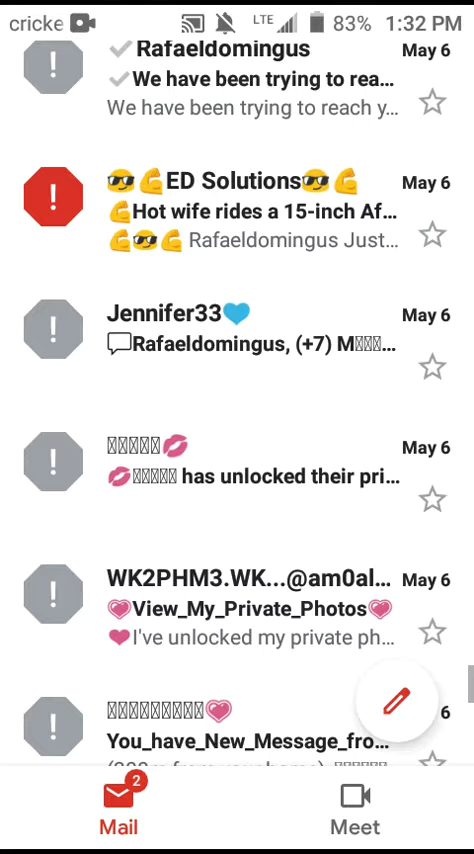 cricke LTE 83% 1:32 PM
Rafaeldomingus May 6
We have been trying to rea...
We have been trying to reach y...
😎💪ED Solutions😎💪 May 6
💪Hot wife rides a 15-inch Af...
💪😎💪 Rafaeldomingus Just...
Jennifer33💙 May 6
Rafaeldomingus, (+7) M...
💋 May 6
💋 has unlocked their pri...
WK2PHM3.WK...@am0al... May 6
💗View_My_Private_Photos💗
❤I've unlocked my private ph...
💗 6
You_have_New_Message_fro...
2
Mail Meet